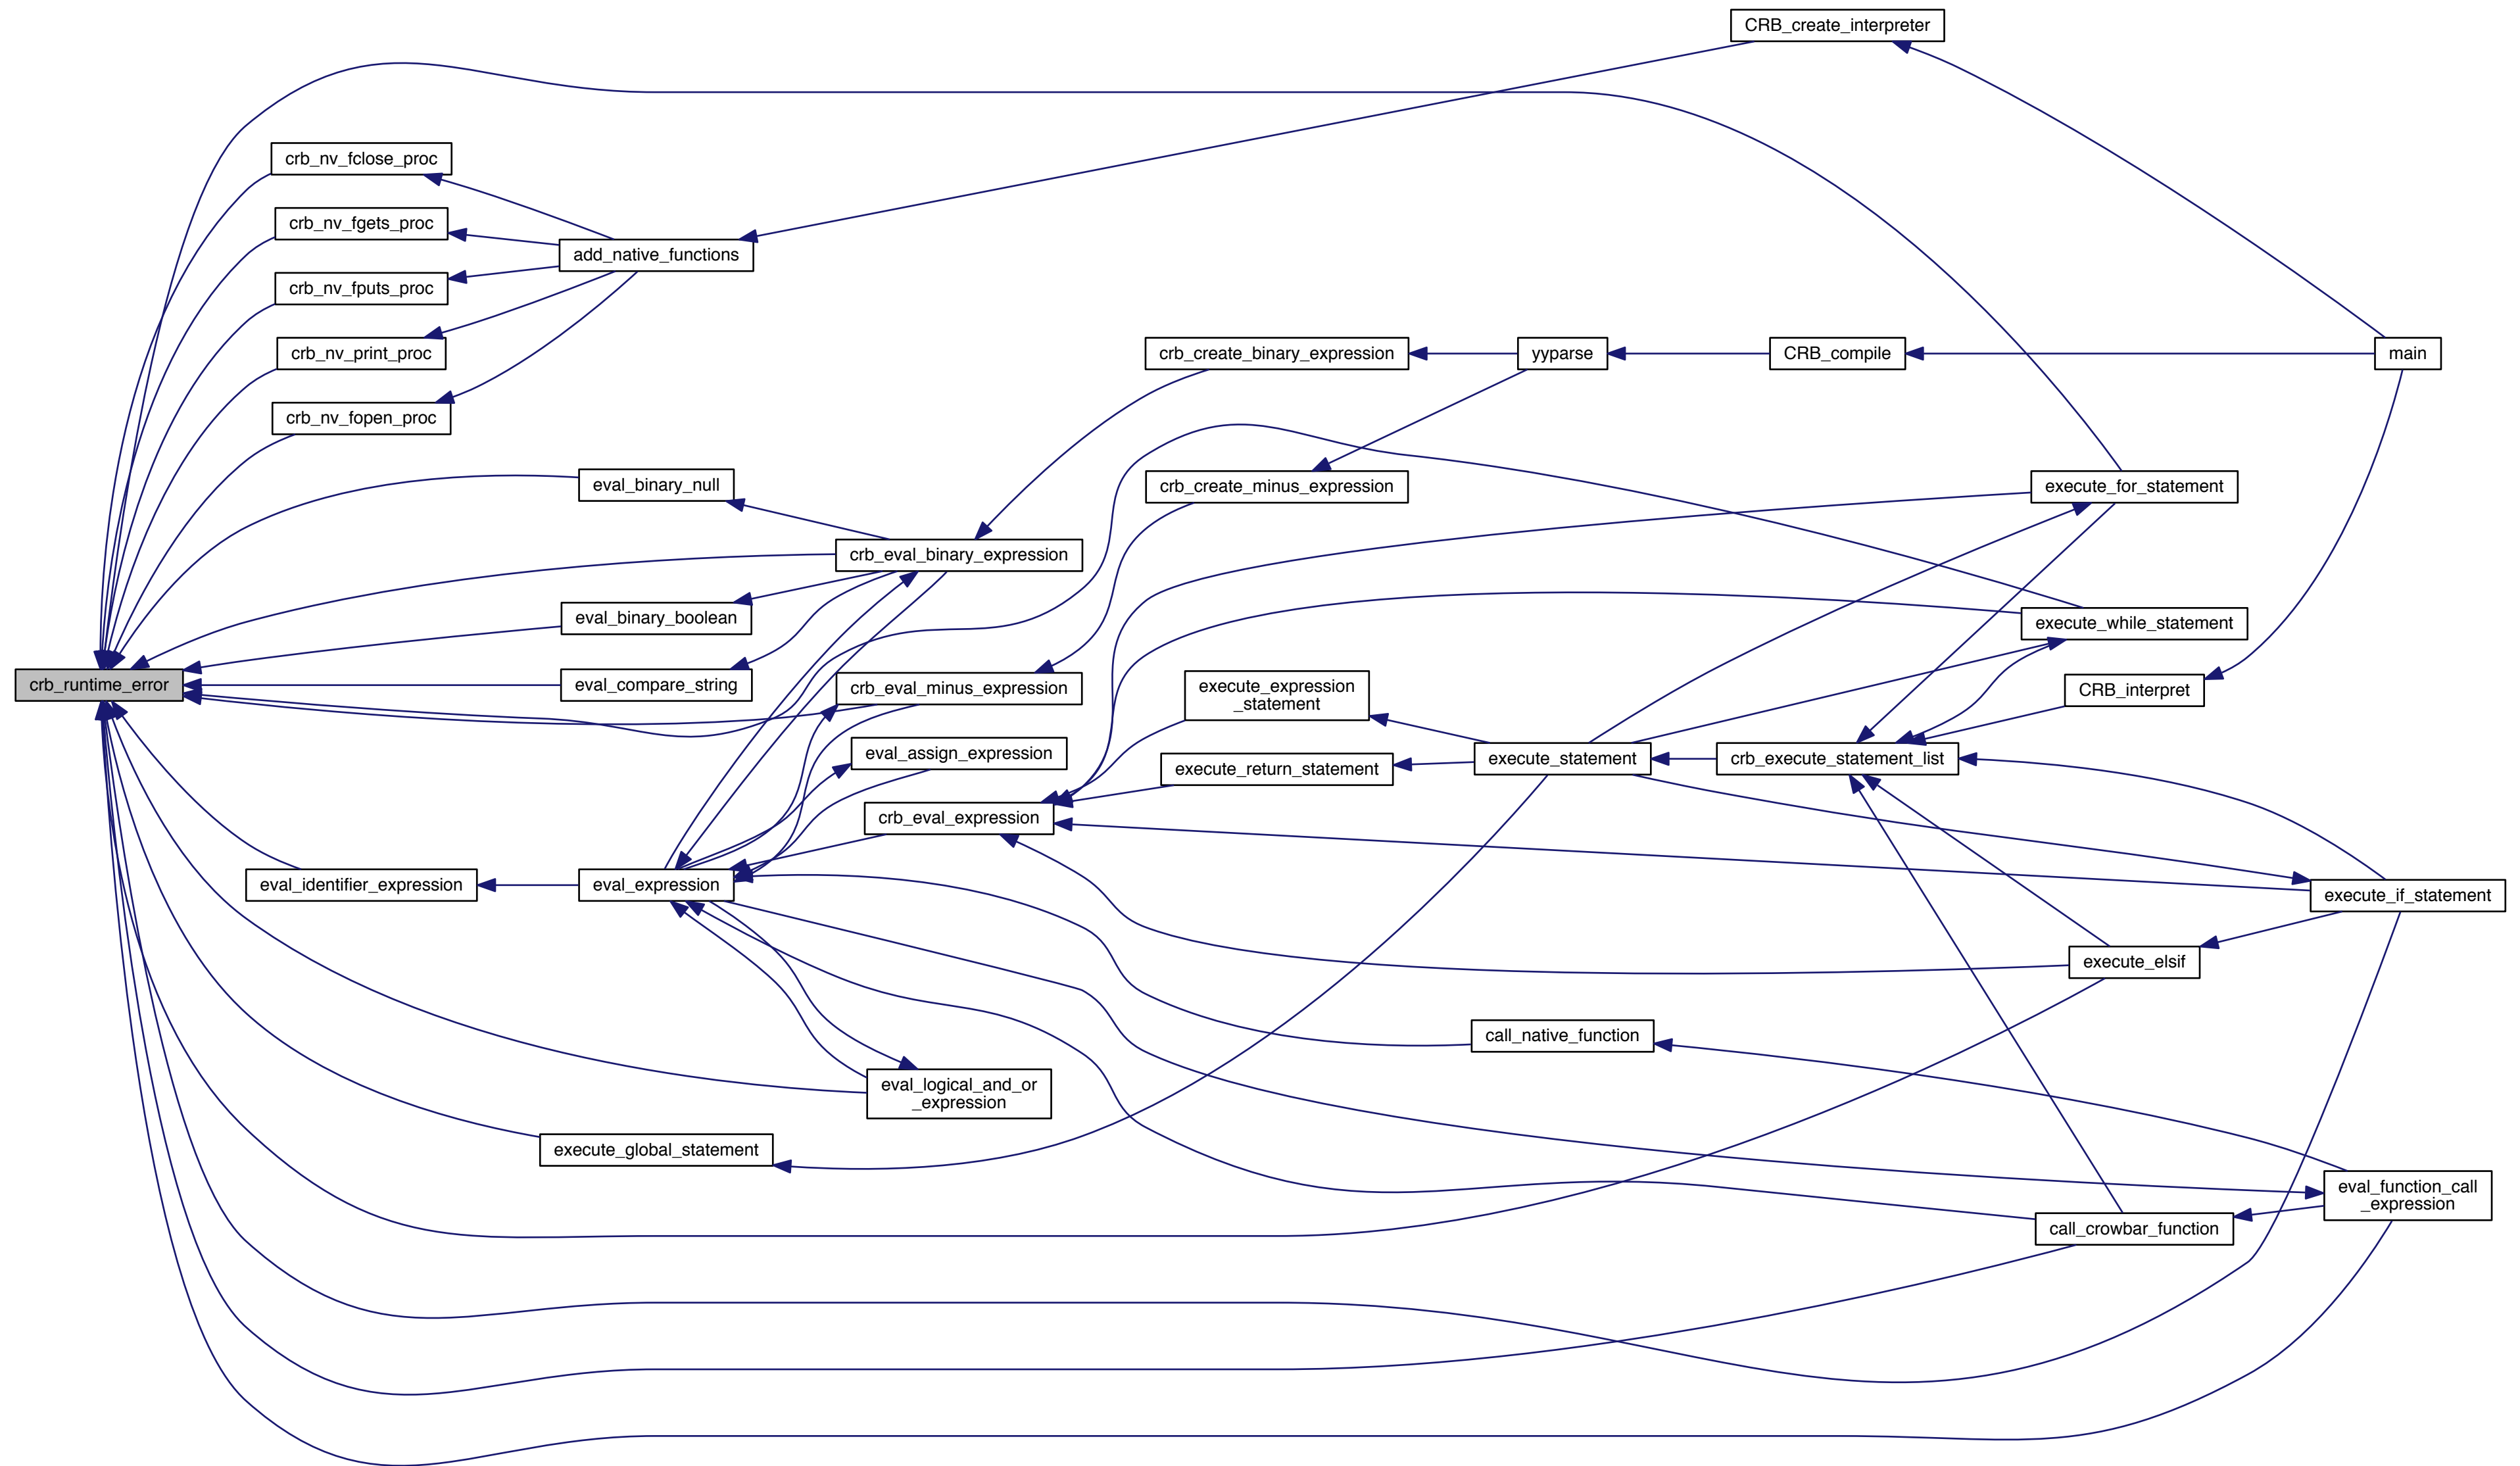 CRB_create_interpreter
crb_nv_fclose_proc
crb_nv_fgets_proc
add_native_functions
crb_nv_fputs_proc
crb_nv_print_proc
crb_create_binary_expression
yyparse
CRB_compile
main
crb_nv_fopen_proc
eval_binary_null
crb_create_minus_expression
execute_for_statement
crb_eval_binary_expression
eval_binary_boolean
execute_while_statement
crb_runtime_error
eval_compare_string
crb_eval_minus_expression
execute_expression
_statement
CRB_interpret
eval_assign_expression
execute_return_statement
execute_statement
crb_execute_statement_list
crb_eval_expression
eval_identifier_expression
eval_expression
execute_if_statement
execute_elsif
call_native_function
eval_logical_and_or
_expression
execute_global_statement
eval_function_call
_expression
call_crowbar_function